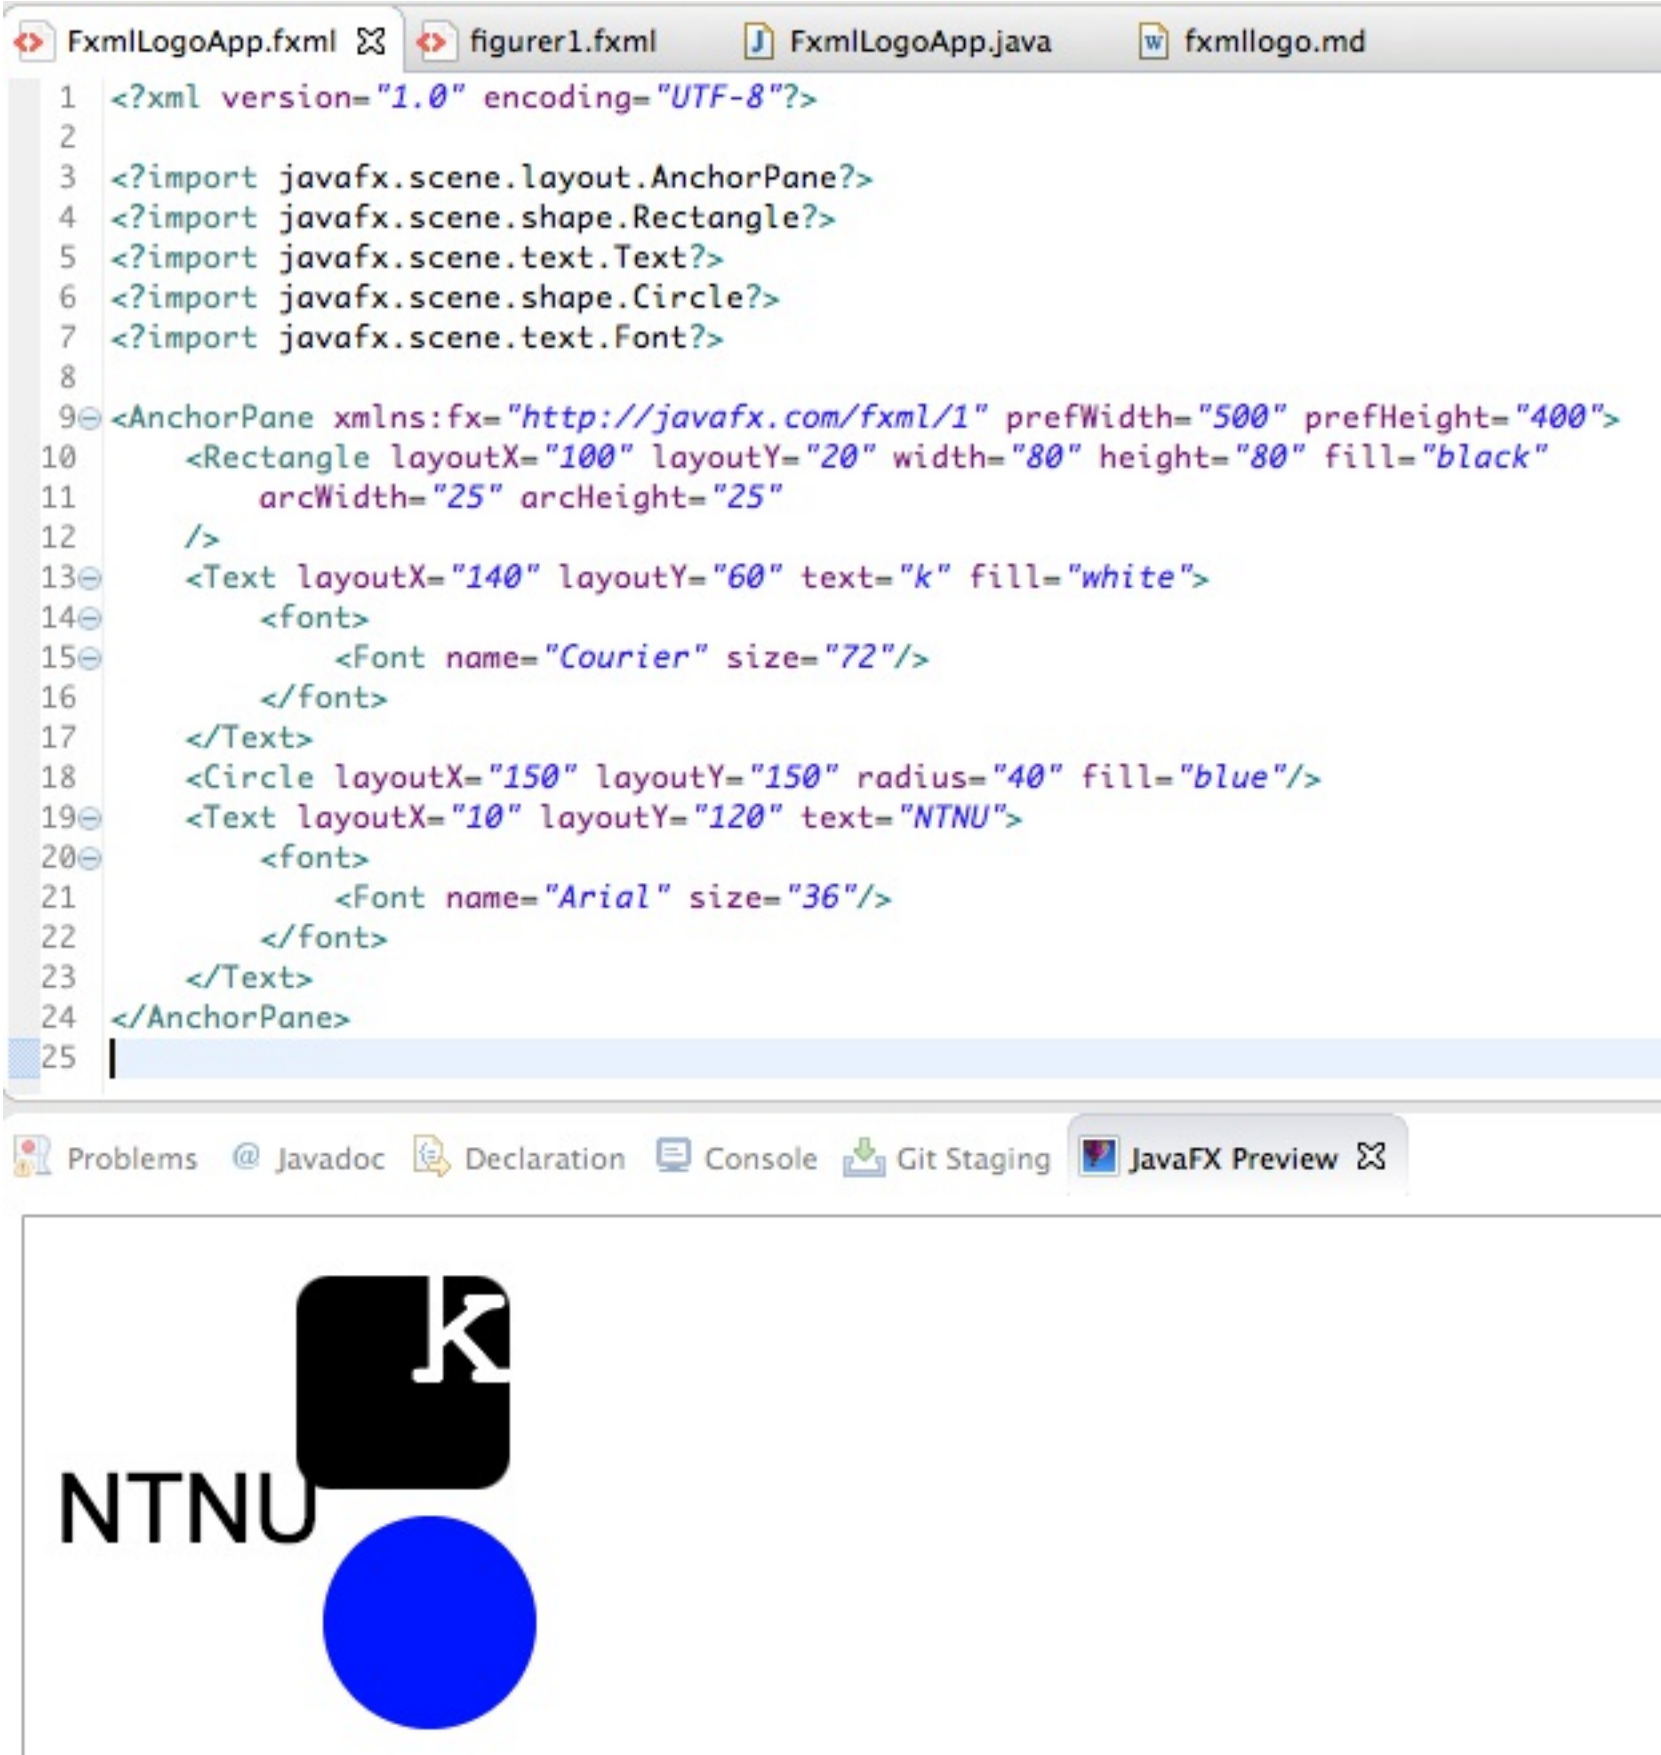 FxmlLogoApp.fxml figurer1.fxml FxmlLogoApp.java fxmllogo.md
1 <?xml version="1.0" encoding="UTF-8"?>
2
3 <?import javafx.scene.layout.AnchorPane?>
4 <?import javafx.scene.shape.Rectangle?>
5 <?import javafx.scene.text.Text?>
6 <?import javafx.scene.shape.Circle?>
7 <?import javafx.scene.text.Font?>
8
9 <AnchorPane xmlns:fx="http://javafx.com/fxml/1" prefWidth="500" prefHeight="400">
10 <Rectangle layoutX="100" layoutY="20" width="80" height="80" fill="black"
11 arcWidth="25" arcHeight="25"
12 />
13 <Text layoutX="140" layoutY="60" text="k" fill="white">
14 <font>
15 <Font name="Courier" size="72"/>
16 </font>
17 </Text>
18 <Circle layoutX="150" layoutY="150" radius="40" fill="blue"/>
19 <Text layoutX="10" layoutY="120" text="NTNU">
20 <font>
21 <Font name="Arial" size="36"/>
22 </font>
23 </Text>
24 </AnchorPane>
25
Problems @ Javadoc Declaration Console Git Staging JavaFX Preview
k
NTNU